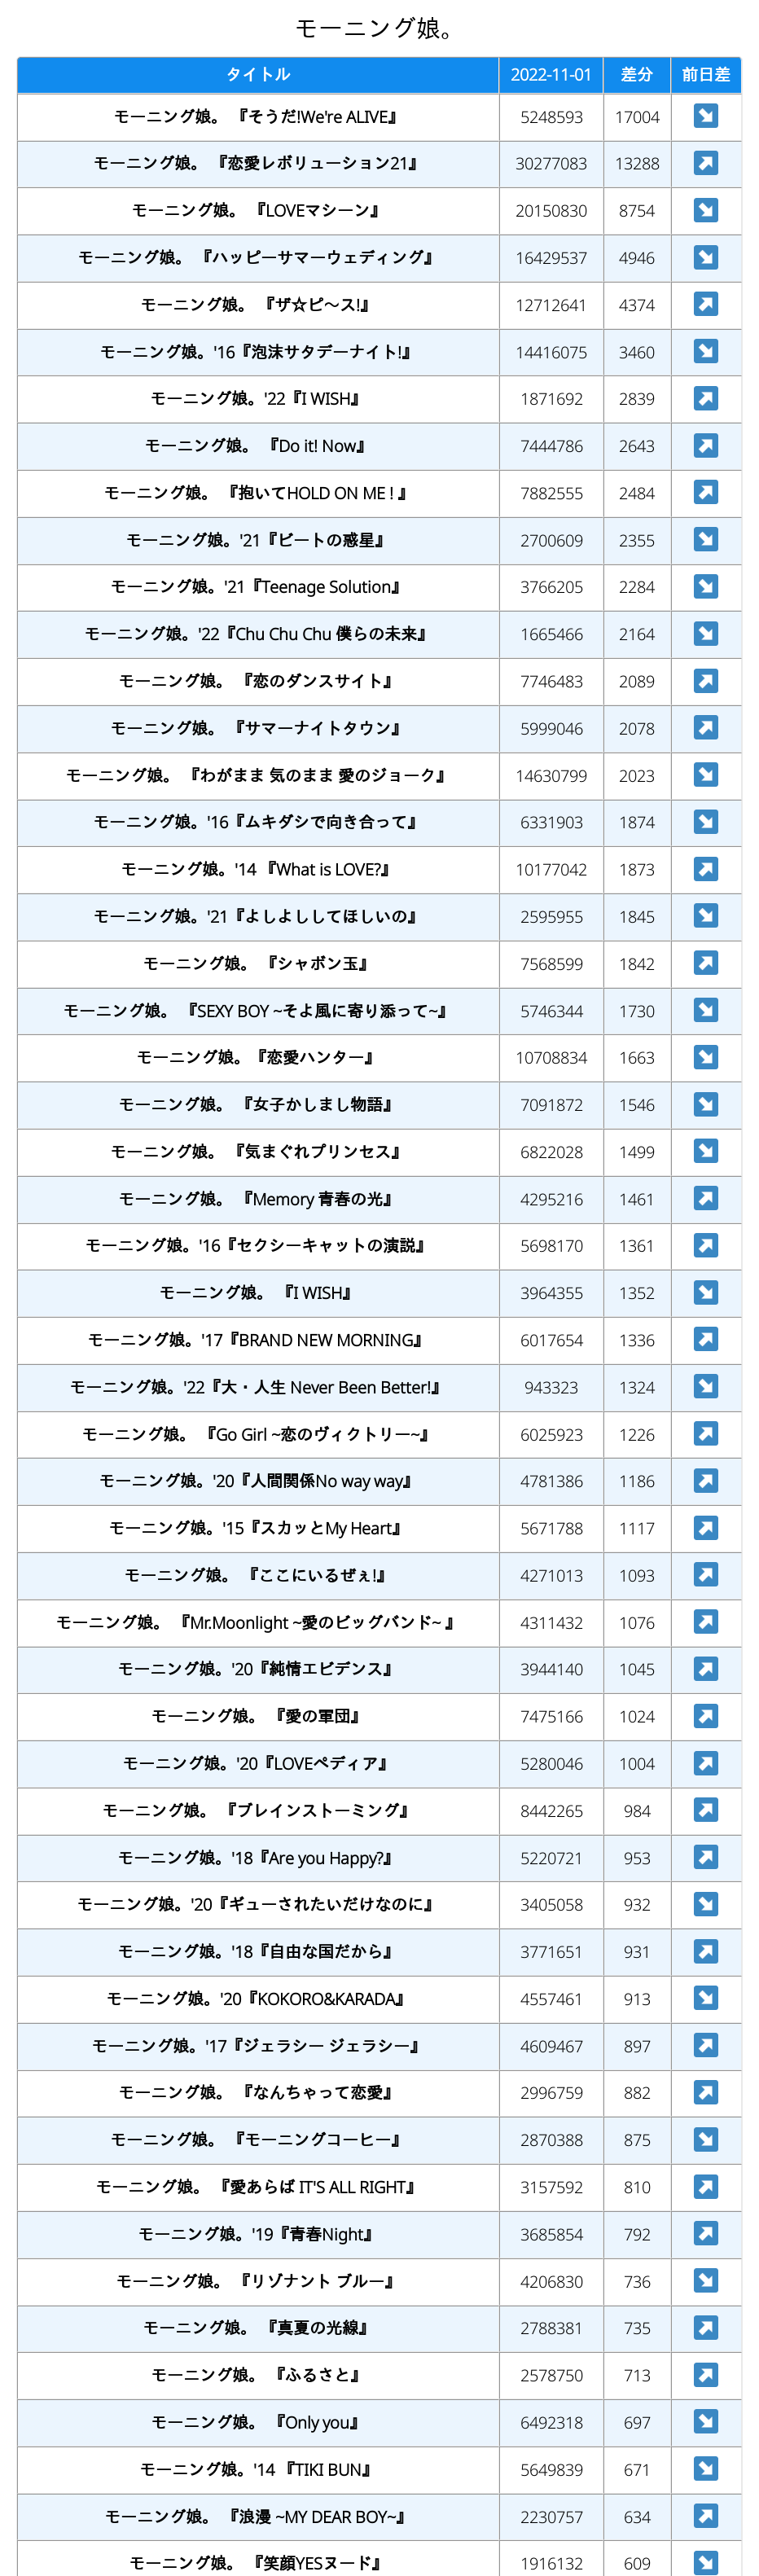 モーニング娘。
タイトル 2022-11-01 差分 前日差
モーニング娘。 『そうだ!We're ALIVE』 5248593 17004
モーニング娘。 『恋愛レボリューション21』 30277083 13288
モーニング娘。 『LOVEマシーン』 20150830 8754
モーニング娘。 『ハッピーサマーウェディング』 16429537 4946
モーニング娘。 『ザ☆ピ〜ス!』 12712641 4374
モーニング娘。'16『泡沫サタデーナイト!』 14416075 3460
モーニング娘。'22『I WISH』 1871692 2839
モーニング娘。 『Do it! Now』 7444786 2643
モーニング娘。 『抱いてHOLD ON ME ! 』 7882555 2484
モーニング娘。'21『ビートの惑星』 2700609 2355
モーニング娘。'21『Teenage Solution』 3766205 2284
モーニング娘。'22『Chu Chu Chu 僕らの未来』 1665466 2164
モーニング娘。 『恋のダンスサイト』 7746483 2089
モーニング娘。 『サマーナイトタウン』 5999046 2078
モーニング娘。 『わがまま 気のまま 愛のジョーク』 14630799 2023
モーニング娘。'16『ムキダシで向き合って』 6331903 1874
モーニング娘。'14 『What is LOVE?』 10177042 1873
モーニング娘。'21『よしよししてほしいの』 2595955 1845
モーニング娘。 『シャボン玉』 7568599 1842
モーニング娘。 『SEXY BOY ~そよ風に寄り添って~』 5746344 1730
モーニング娘。『恋愛ハンター』 10708834 1663
モーニング娘。 『女子かしまし物語』 7091872 1546
モーニング娘。 『気まぐれプリンセス』 6822028 1499
モーニング娘。 『Memory 青春の光』 4295216 1461
モーニング娘。'16『セクシーキャットの演説』 5698170 1361
モーニング娘。 『I WISH』 3964355 1352
モーニング娘。'17『BRAND NEW MORNING』 6017654 1336
モーニング娘。'22『大・人生 Never Been Better!』 943323 1324
モーニング娘。 『Go Girl ~恋のヴィクトリー~』 6025923 1226
モーニング娘。'20『人間関係No way way』 4781386 1186
モーニング娘。'15『スカッとMy Heart』 5671788 1117
モーニング娘。 『ここにいるぜぇ!』 4271013 1093
モーニング娘。 『Mr.Moonlight ~愛のビッグバンド~ 』 4311432 1076
モーニング娘。'20『純情エビデンス』 3944140 1045
モーニング娘。 『愛の軍団』 7475166 1024
モーニング娘。'20『LOVEペディア』 5280046 1004
モーニング娘。 『ブレインストーミング』 8442265 984
モーニング娘。'18『Are you Happy?』 5220721 953
モーニング娘。'20『ギューされたいだけなのに』 3405058 932
モーニング娘。'18『自由な国だから』 3771651 931
モーニング娘。'20『KOKORO&KARADA』 4557461 913
モーニング娘。'17『ジェラシー ジェラシー』 4609467 897
モーニング娘。 『なんちゃって恋愛』 2996759 882
モーニング娘。 『モーニングコーヒー』 2870388 875
モーニング娘。 『愛あらば IT'S ALL RIGHT』 3157592 810
モーニング娘。'19『青春Night』 3685854 792
モーニング娘。 『リゾナント ブルー』 4206830 736
モーニング娘。 『真夏の光線』 2788381 735
モーニング娘。 『ふるさと』 2578750 713
モーニング娘。 『Only you』 6492318 697
モーニング娘。'14 『TIKI BUN』 5649839 671
モーニング娘。 『浪漫 ~MY DEAR BOY~』 2230757 634
モーニング娘。 『笑顔YESヌード』 1916132 609